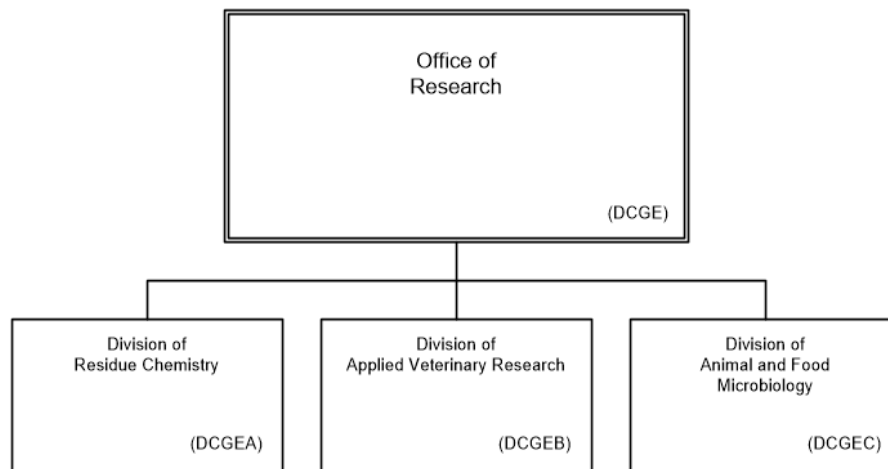 Office of
Research
(DCGE)
Division of
Residue Chemistry
(DCGEA)
Division of
Applied Veterinary Research
(DCGEB)
Division of
Animal and Food
Microbiology
(DCGEC)